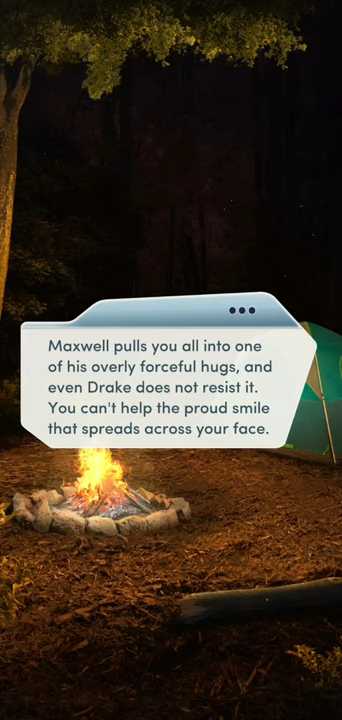 Maxwell pulls you all into one
of his overly forceful hugs, and
even Drake does not resist it.
You can't help the proud smile
that spreads across your face.